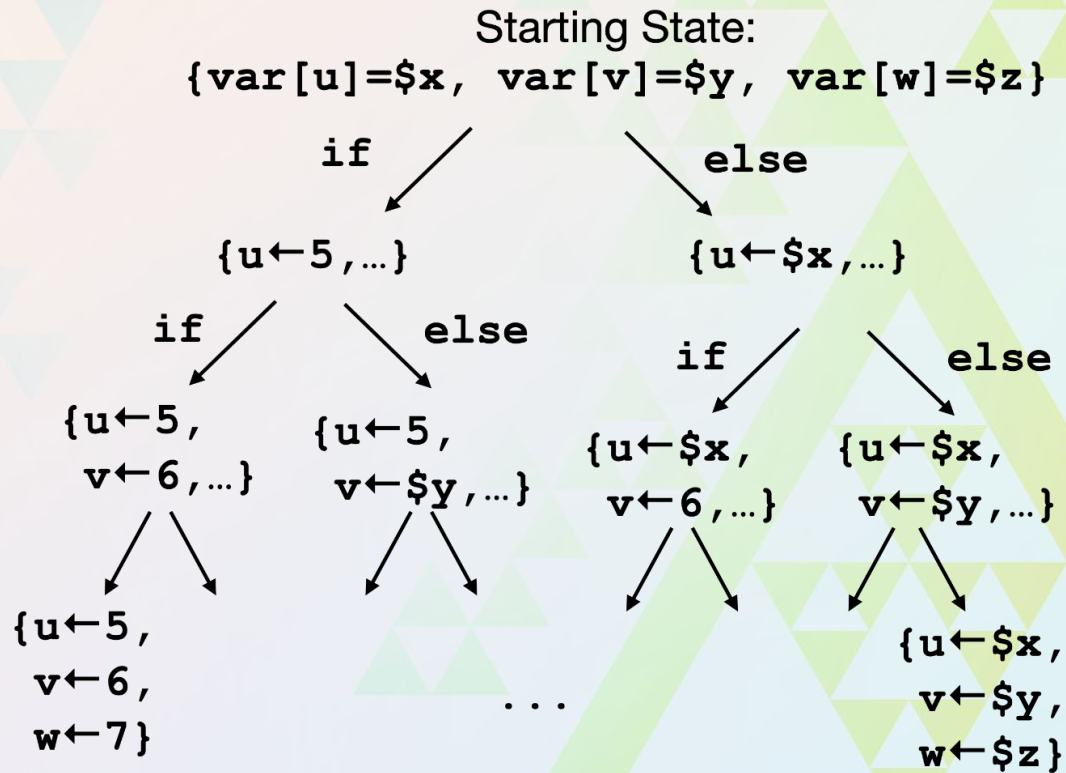 Starting State:
{var[u]=$x, var[v]=$y, var[w]=$z}
if
else
{u←5,…}
{u←$x,…}
if
else
if
else
{u←5,
v←6,…}
{u←5,
v←$y,…}
{u←$x,
v←6,…}
{u←$x,
v←$y,…}
{u←5,
v←6,
w←7}
...
{u←$x,
v←$y,
w←$z}